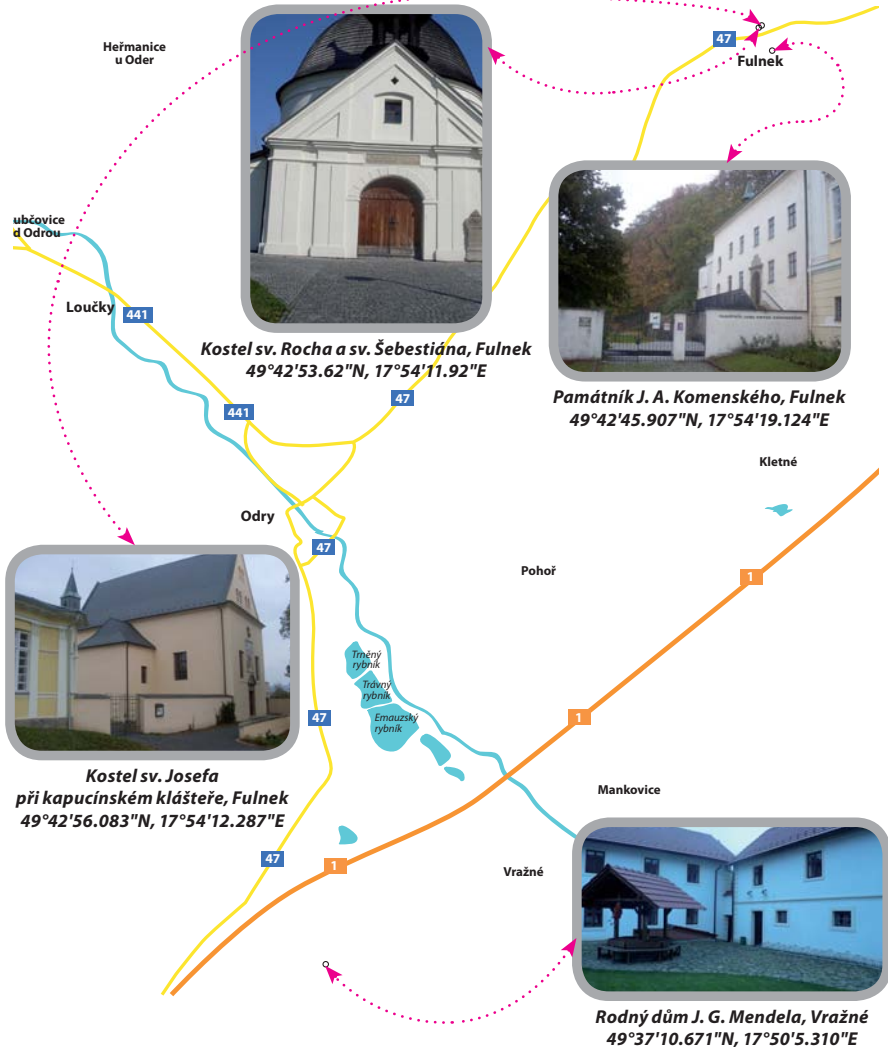 Heřmanice
u Oder
47
Fulnek
ubčovice
d Odrou
Loučky
441
Kostel sv. Rocha a sv. Šebestiána, Fulnek
49°42'53.62"N, 17°54'11.92"E
Památník J. A. Komenského, Fulnek
49°42'45.907"N, 17°54'19.124"E
47
441
Kletné
Odry
47
Pohoř
1
Trněný
rybník
Trávný
rybník
Emauzský
rybník
47
1
Kostel sv. Josefa
při kapucínském klášteře, Fulnek
49°42'56.083"N, 17°54'12.287"E
Mankovice
47
1
Vražné
Rodný dům J. G. Mendela, Vražné
49°37'10.671"N, 17°50'5.310"E